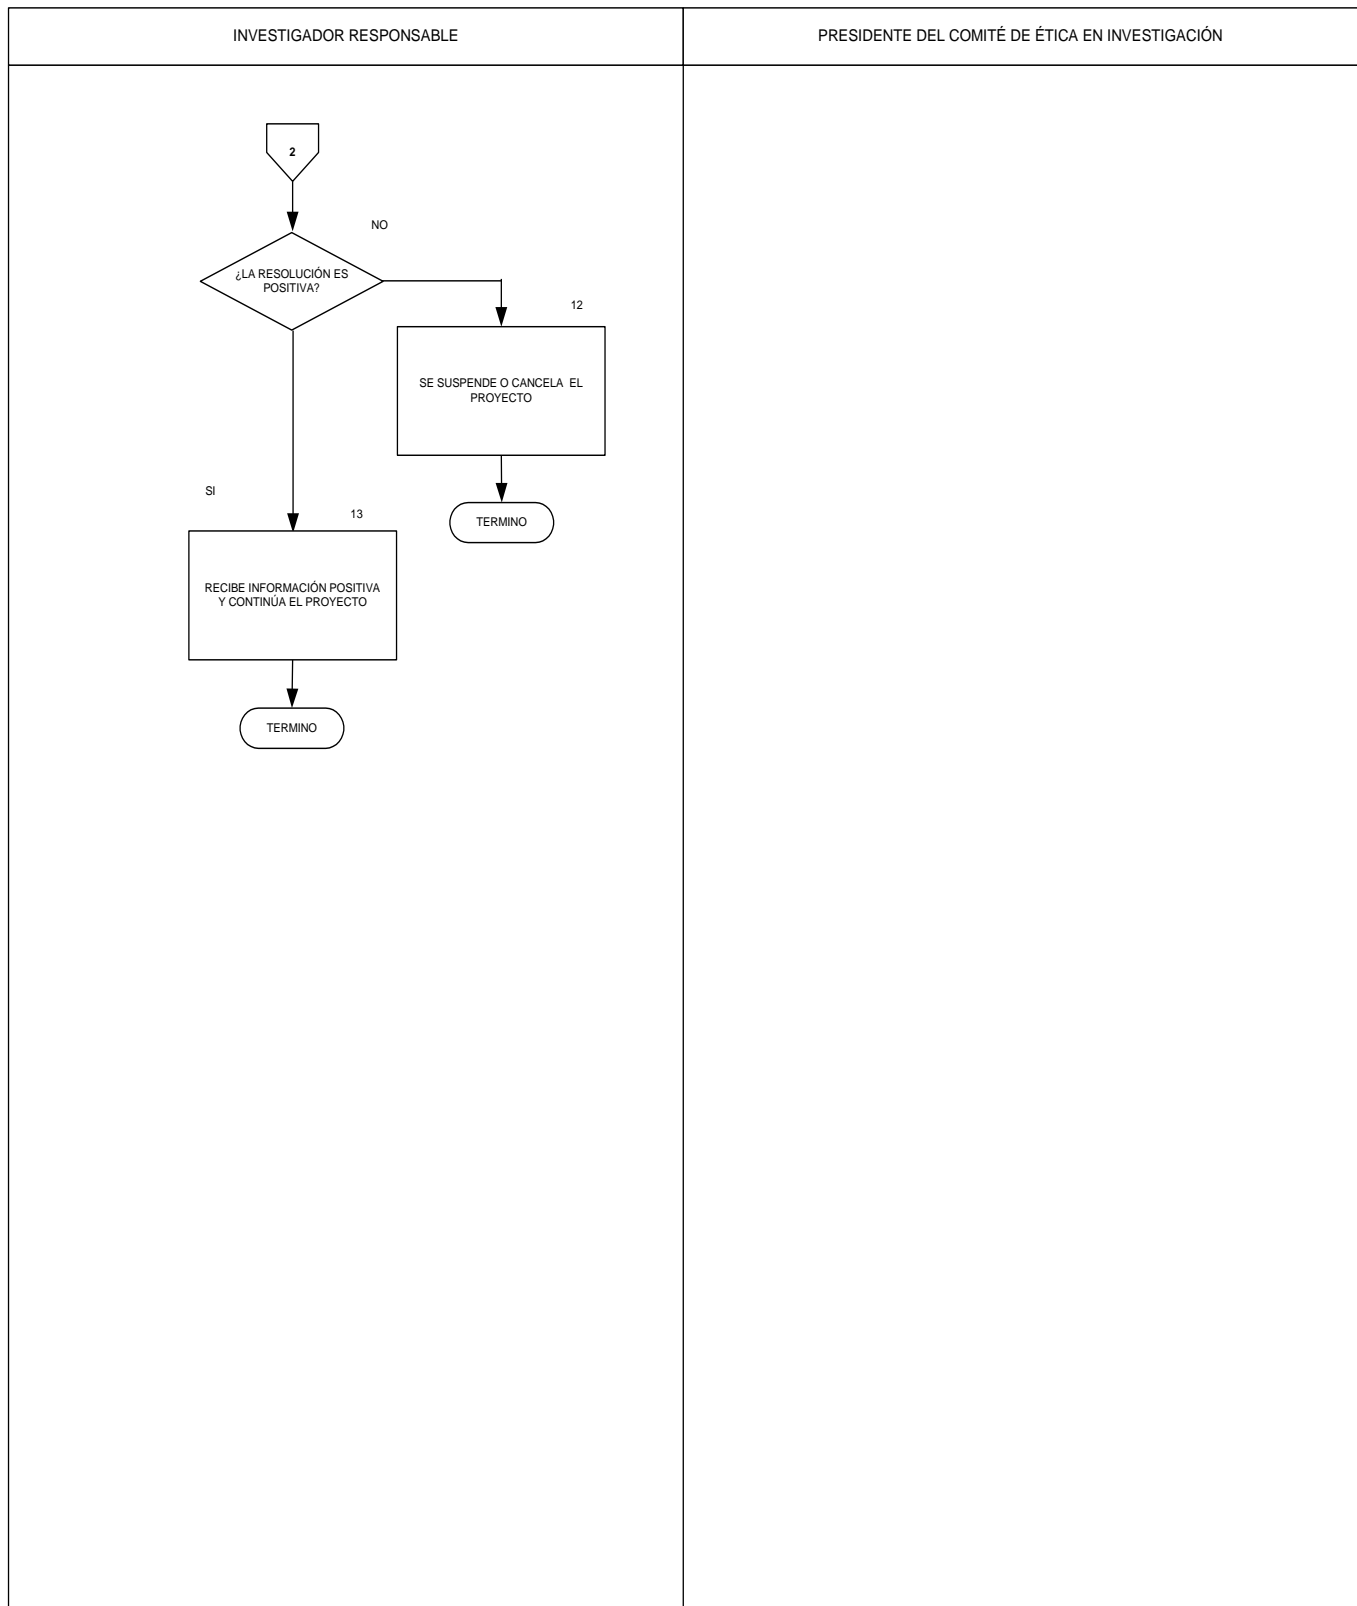 INVESTIGADOR RESPONSABLE
PRESIDENTE DEL COMITÉ DE ÉTICA EN INVESTIGACIÓN
2
NO
¿LA RESOLUCIÓN ES
POSITIVA?
12
SE SUSPENDE O CANCELA EL
PROYECTO
SI
13
TERMINO
RECIBE INFORMACIÓN POSITIVA
Y CONTINÚA EL PROYECTO
TERMINO